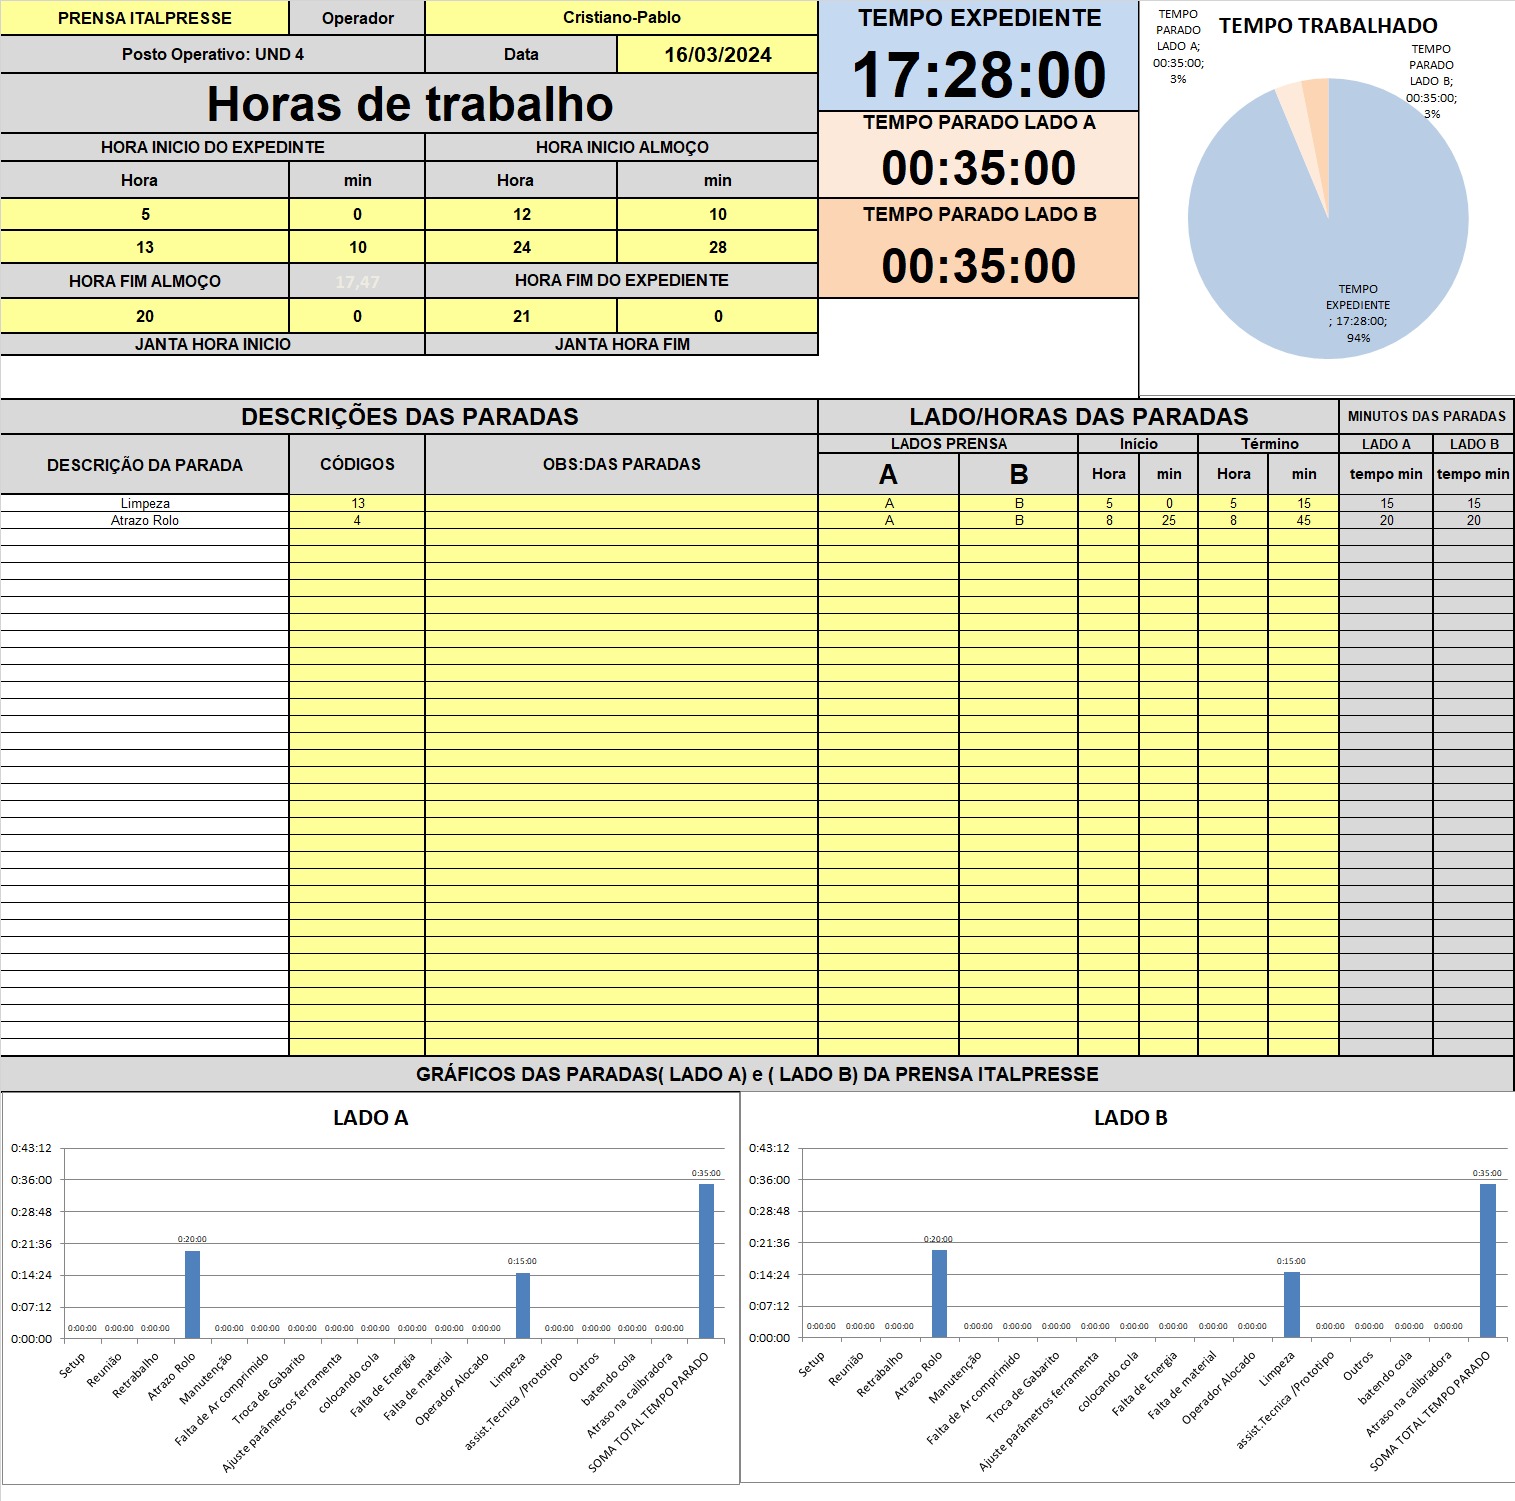 PRENSA ITALPRESSE Operador Cristiano-Pablo
Posto Operativo: UND 4 Data 16/03/2024
Horas de trabalho
HORA INICIO DO EXPEDINTE HORA INICIO ALMOÇO
Hora min Hora min
5 0 12 10
13 10 24 28
HORA FIM ALMOÇO 17,47 HORA FIM DO EXPEDIENTE
20 0 21 0
JANTA HORA INICIO JANTA HORA FIM
TEMPO EXPEDIENTE
17:28:00
TEMPO PARADO LADO A
00:35:00
TEMPO PARADO LADO B
00:35:00
TEMPO TRABALHADO
TEMPO
PARADO
LADO A;
00:35:00;
3%
TEMPO
PARADO
LADO B;
00:35:00;
3%
TEMPO
EXPEDIENTE
; 17:28:00;
94%
DESCRIÇÕES DAS PARADAS LADO/HORAS DAS PARADAS MINUTOS DAS PARADAS
DESCRIÇÃO DA PARADA CÓDIGOS OBS:DAS PARADAS
LADOS PRENSA Início Término LADO A LADO B
A B Hora min Hora min tempo min tempo min
Limpeza 13 A B 5 0 5 15 15 15
Atrazo Rolo 4 A B 8 25 8 45 20 20
GRÁFICOS DAS PARADAS( LADO A) e ( LADO B) DA PRENSA ITALPRESSE
LADO A
0:43:12
0:36:00
0:28:48
0:21:36
0:14:24
0:07:12
0:00:00
0:00:00 0:00:00 0:00:00 0:20:00 0:00:00 0:00:00 0:00:00 0:00:00 0:00:00 0:00:00 0:00:00 0:00:00 0:15:00 0:00:00 0:00:00 0:00:00 0:00:00 0:35:00
Setup
Reunião
Retrabalho
Atrazo Rolo
Manutenção
Falta de Ar comprimido
Troca de Gabarito
Ajuste parâmetros ferramenta
colocando cola
Falta de Energia
Falta de material
Operador Alocado
Limpeza
assist.Tecnica /Prototipo
Outros
batendo cola
Atraso na calibradora
SOMA TOTAL TEMPO PARADO
LADO B
0:43:12
0:36:00
0:28:48
0:21:36
0:14:24
0:07:12
0:00:00
0:00:00 0:00:00 0:00:00 0:20:00 0:00:00 0:00:00 0:00:00 0:00:00 0:00:00 0:00:00 0:00:00 0:00:00 0:15:00 0:00:00 0:00:00 0:00:00 0:00:00 0:35:00
Setup
Reunião
Retrabalho
Atrazo Rolo
Manutenção
Falta de Ar comprimido
Troca de Gabarito
Ajuste parâmetros ferramenta
colocando cola
Falta de Energia
Falta de material
Operador Alocado
Limpeza
assist.Tecnica /Prototipo
Outros
batendo cola
Atraso na calibradora
SOMA TOTAL TEMPO PARADO